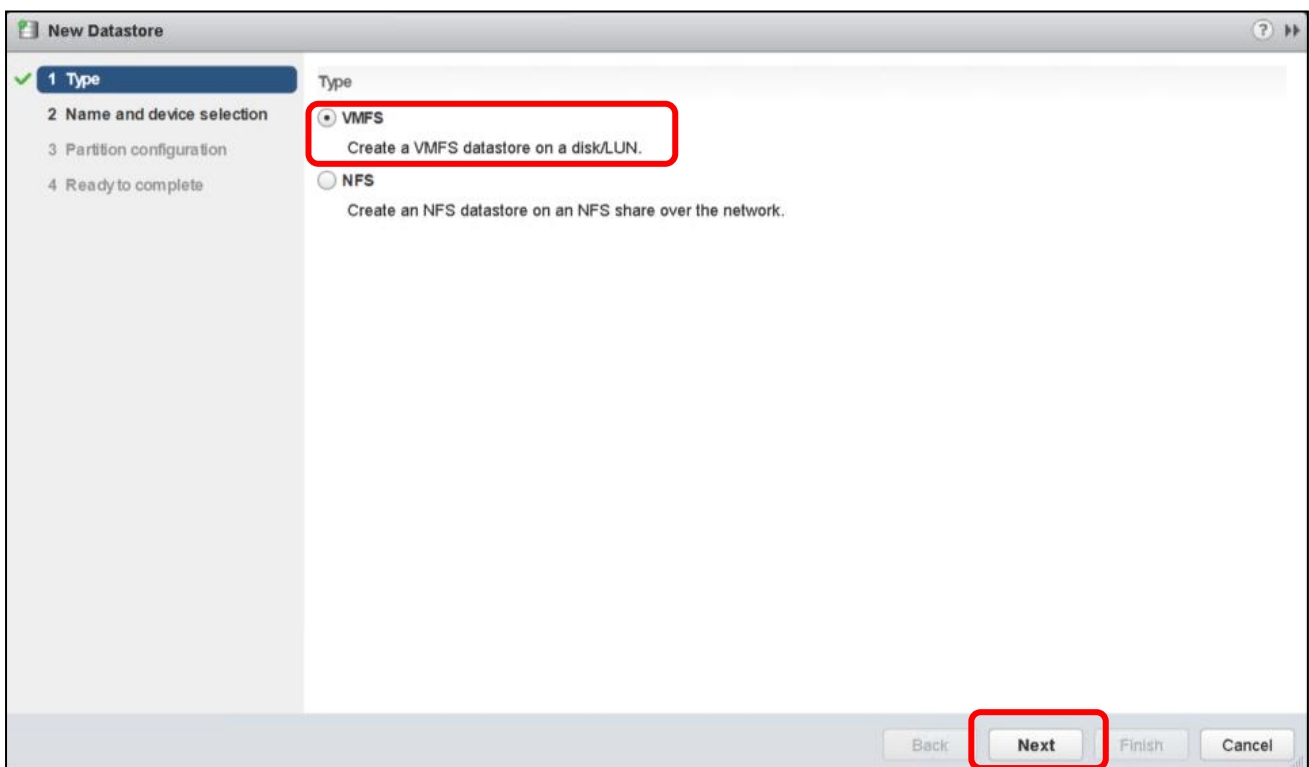 New Datastore
?
1 Type
2 Name and device selection
3 Partition configuration
4 Ready to complete
Type
VMFS
Create a VMFS datastore on a disk/LUN.
NFS
Create an NFS datastore on an NFS share over the network.
Back Next Finish Cancel